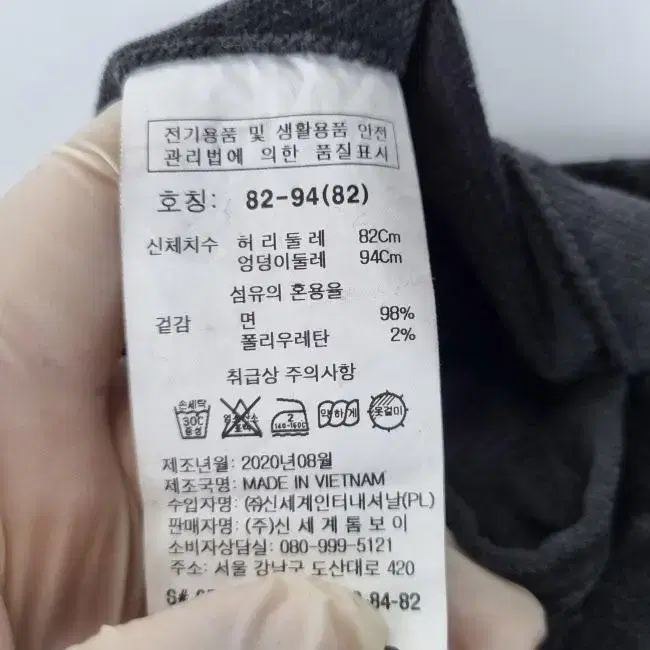 전기용품 및 생활용품 안전
관리법에 의한 품질표시
호칭: 82-94(82)
신체치수 허리둘레 82Cm
엉덩이둘레 94Cm
섬유의 혼용율
겉감 면 98%
폴리우레탄 2%
취급상 주의사항
손세탁 30C 중성 2 140~160C 약하게 옷걸이
제조년월: 2020년08월
제조국명: MADE IN VIETNAM
수입자명: (주)신세계인터내셔날(PL)
판매자명: (주)신세계톰보이
소비자상담실: 080-999-5121
주소: 서울 강남구 도산대로 420
S# 84-82